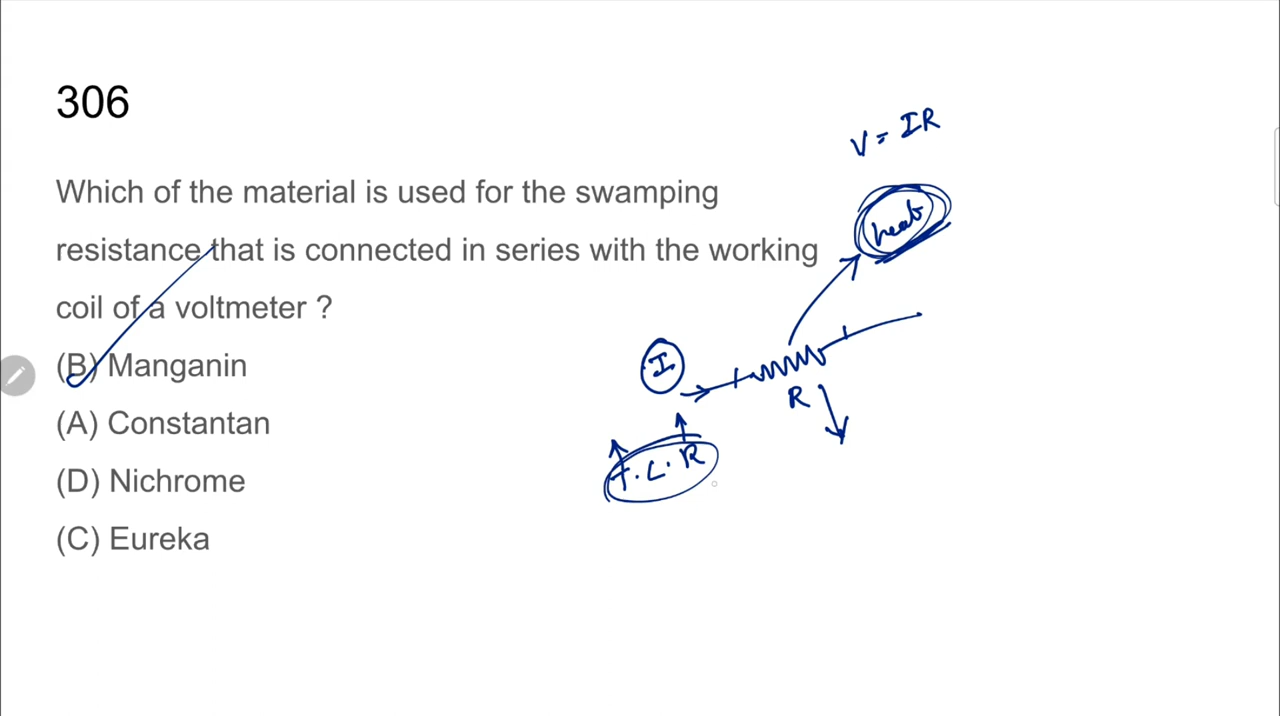 306
V = IR
Which of the material is used for the swamping
heat
resistance that is connected in series with the working
coil of a voltmeter ?
I
(B) Manganin
R
(A) Constantan
T.C.R
(D) Nichrome
(C) Eureka